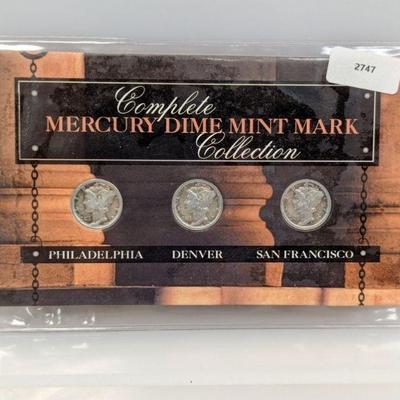 2747
Complete
MERCURY DIME MINT MARK
Collection
PHILADELPHIA DENVER SAN FRANCISCO